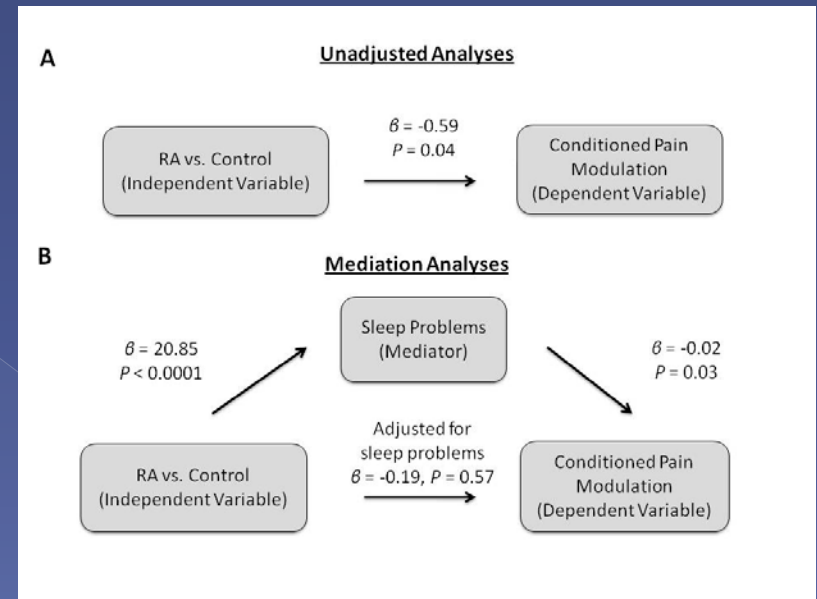 A
Unadjusted Analyses
RA vs. Control
(Independent Variable)
β = -0.59
P = 0.04
Conditioned Pain
Modulation
(Dependent Variable)
B
Mediation Analyses
Sleep Problems
(Mediator)
β = 20.85
P < 0.0001
β = -0.02
P = 0.03
Adjusted for
sleep problems
β = -0.19, P = 0.57
RA vs. Control
(Independent Variable)
Conditioned Pain
Modulation
(Dependent Variable)